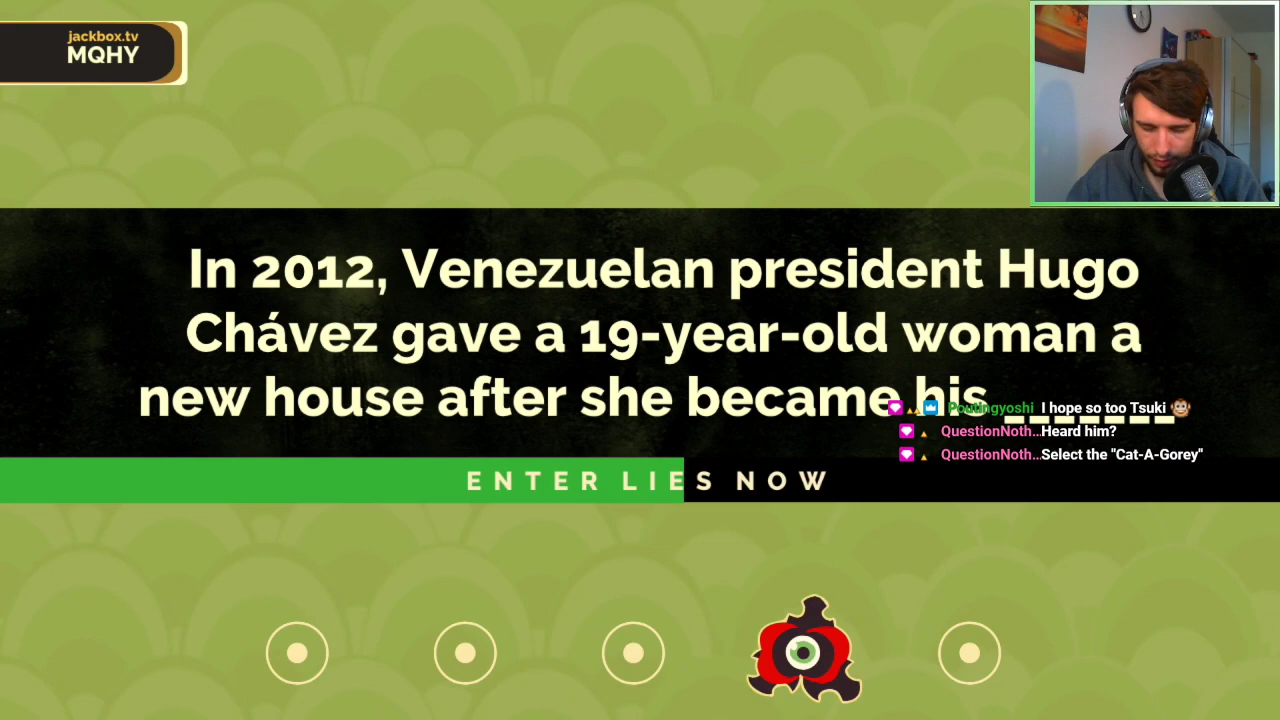 jackbox.tv
MQHY
In 2012, Venezuelan president Hugo
Chávez gave a 19-year-old woman a
new house after she became his
Poutingyoshi I hope so too Tsuki
QuestionNoth... Heard him?
QuestionNoth... Select the "Cat-A-Gorey"
ENTER LIES NOW